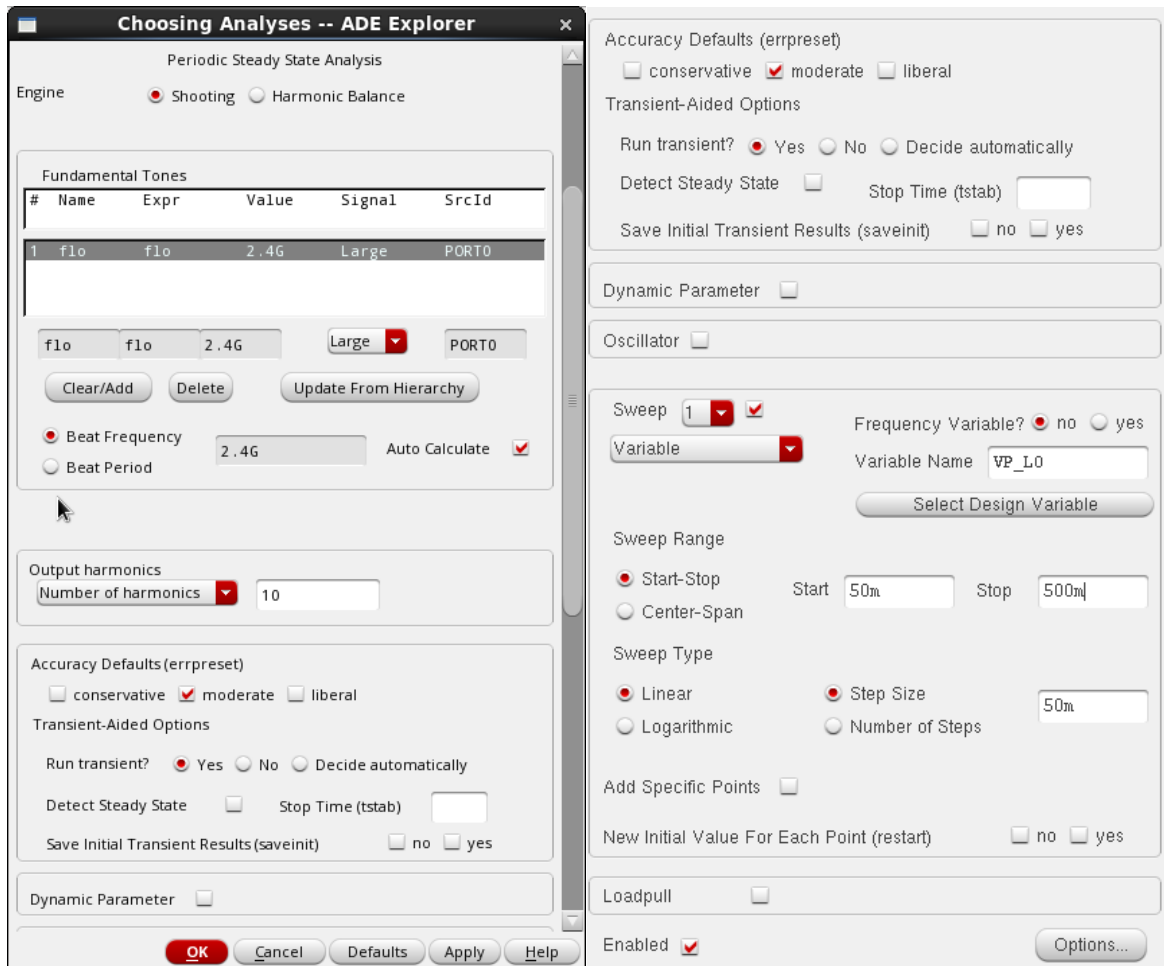 Choosing Analyses -- ADE Explorer
Periodic Steady State Analysis
Engine Shooting Harmonic Balance
Fundamental Tones
# Name Expr Value Signal SrcId
1 flo flo 2.4G Large PORT0
flo flo 2.4G Large PORT0
Clear/Add Delete Update From Hierarchy
Beat Frequency 2.4G Auto Calculate
Beat Period
Output harmonics
Number of harmonics 10
Accuracy Defaults (errpreset)
conservative moderate liberal
Transient-Aided Options
Run transient? Yes No Decide automatically
Detect Steady State Stop Time (tstab)
Save Initial Transient Results (saveinit) no yes
Dynamic Parameter
OK Cancel Defaults Apply Help
Accuracy Defaults (errpreset)
conservative moderate liberal
Transient-Aided Options
Run transient? Yes No Decide automatically
Detect Steady State Stop Time (tstab)
Save Initial Transient Results (saveinit) no yes
Dynamic Parameter
Oscillator
Sweep 1 Frequency Variable? no yes
Variable Variable Name VP_LO
Select Design Variable
Sweep Range
Start-Stop Start 50m Stop 500m
Center-Span
Sweep Type
Linear Step Size 50m
Logarithmic Number of Steps
Add Specific Points
New Initial Value For Each Point (restart) no yes
Loadpull
Enabled Options...